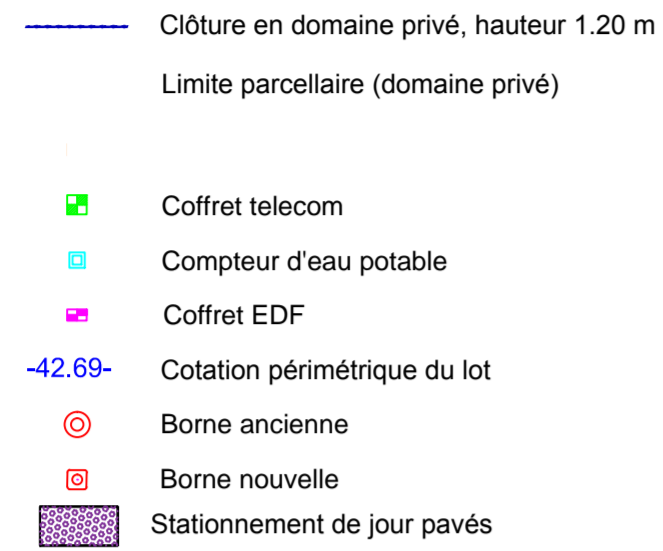 Clôture en domaine privé, hauteur 1.20 m
Limite parcellaire (domaine privé)
Coffret telecom
Compteur d'eau potable
Coffret EDF
-42.69- Cotation périmétrique du lot
Borne ancienne
Borne nouvelle
Stationnement de jour pavés